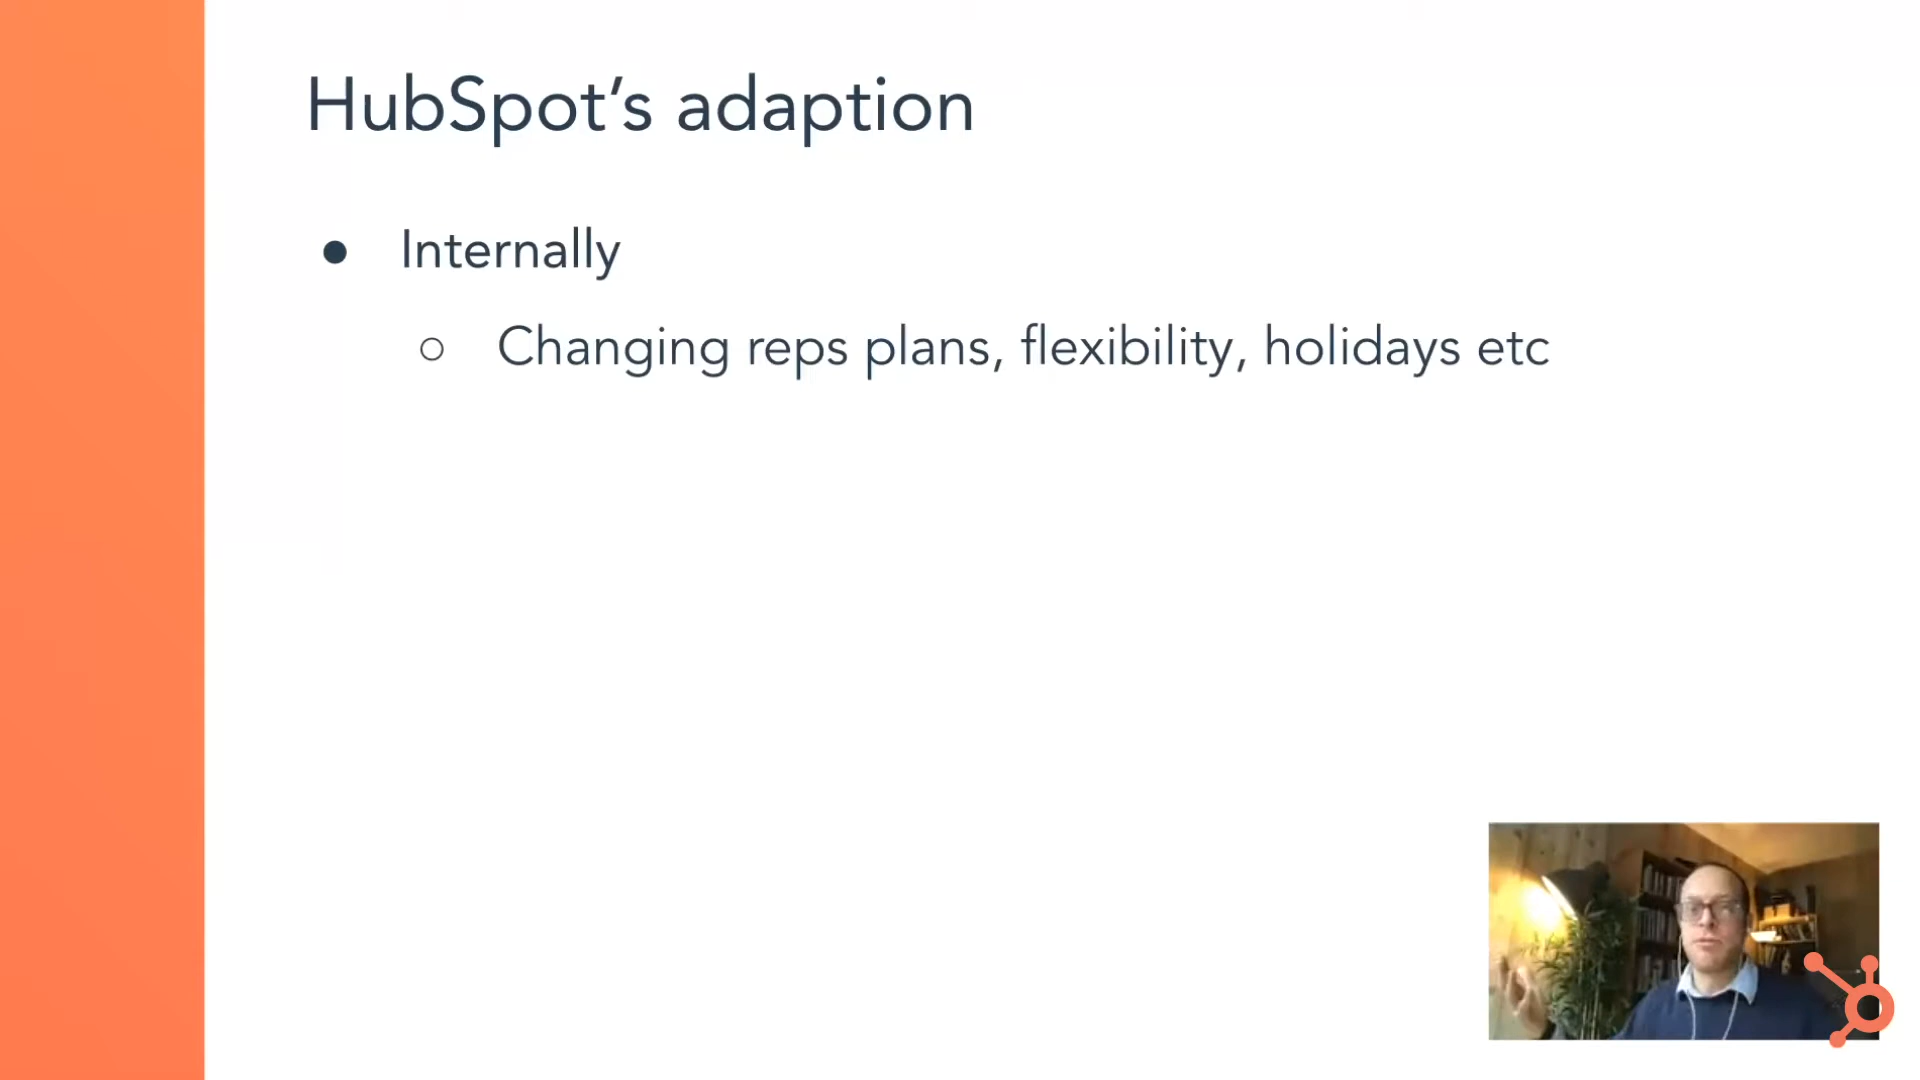 HubSpot’s adaption
● Internally
○ Changing reps plans, flexibility, holidays etc